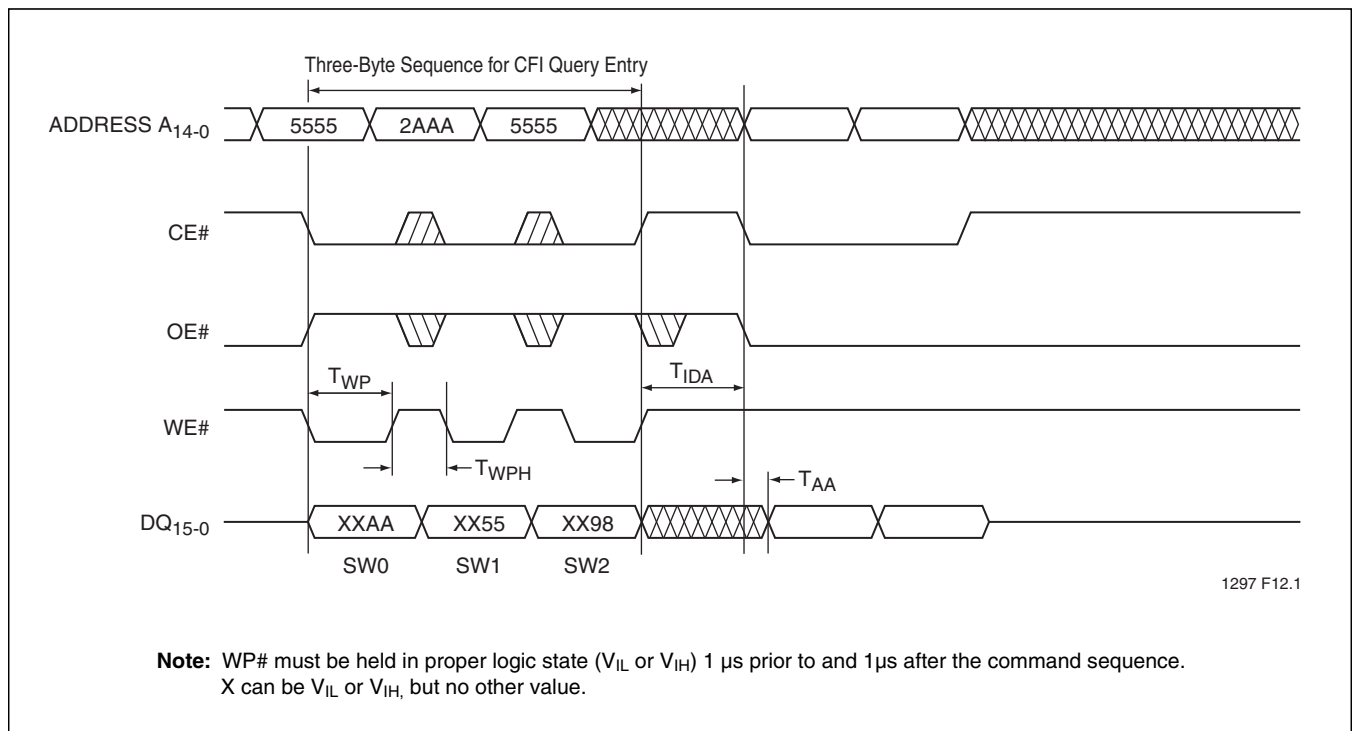 Three-Byte Sequence for CFI Query Entry
ADDRESS A14-0
5555 2AAA 5555
CE#
OE#
TWP TIDA
WE#
TWPH TAA
DQ15-0
XXAA XX55 XX98
SW0 SW1 SW2
1297 F12.1
Note: WP# must be held in proper logic state (VIL or VIH) 1 µs prior to and 1µs after the command sequence.
X can be VIL or VIH, but no other value.